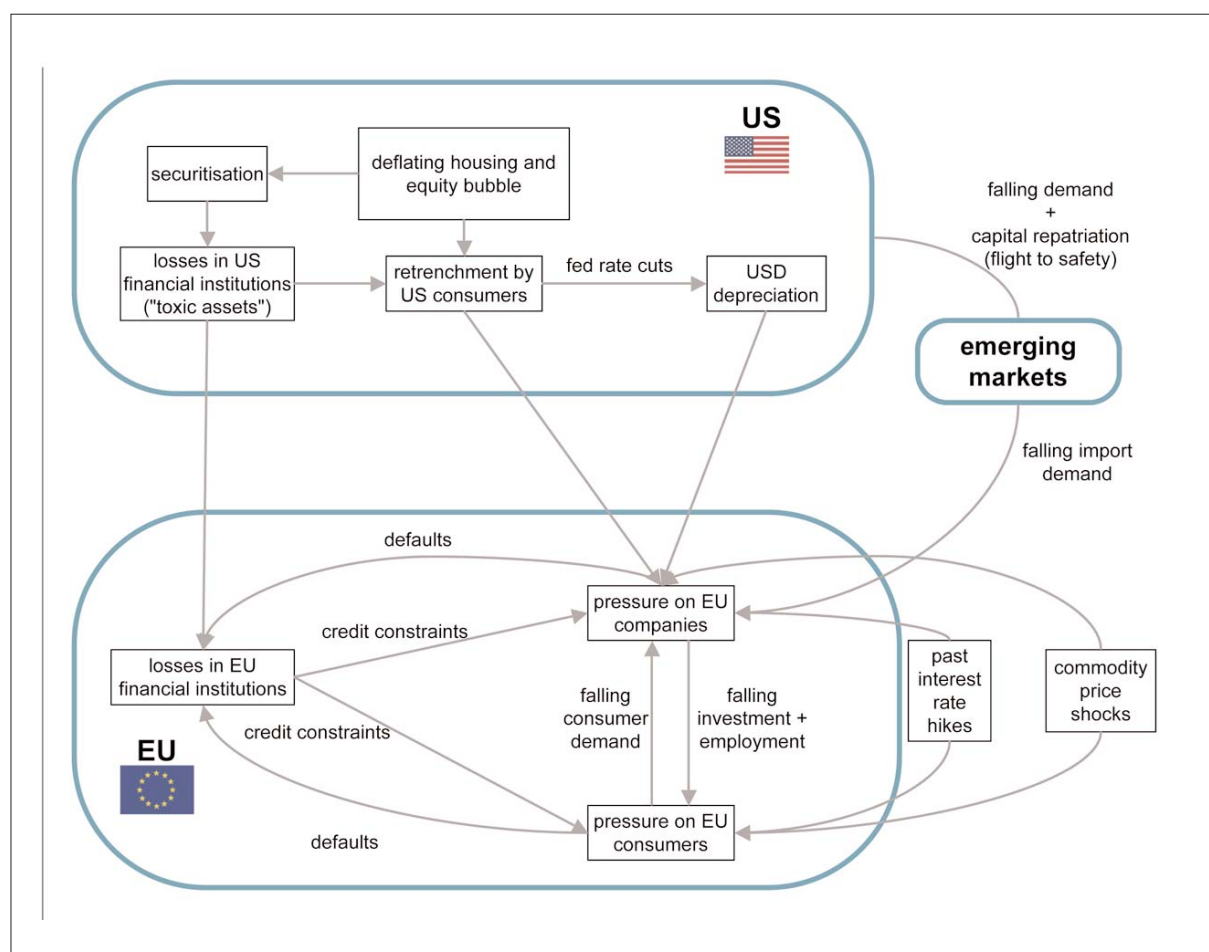 US
securitisation
deflating housing and
equity bubble
falling demand
+
capital repatriation
(flight to safety)
losses in US
financial institutions
("toxic assets")
retrenchment by
US consumers
fed rate cuts
USD
depreciation
emerging
markets
falling import
demand
defaults
pressure on EU
companies
credit constraints
losses in EU
financial institutions
falling
consumer
demand
falling
investment +
employment
past
interest
rate
hikes
commodity
price
shocks
credit constraints
EU
pressure on EU
consumers
defaults